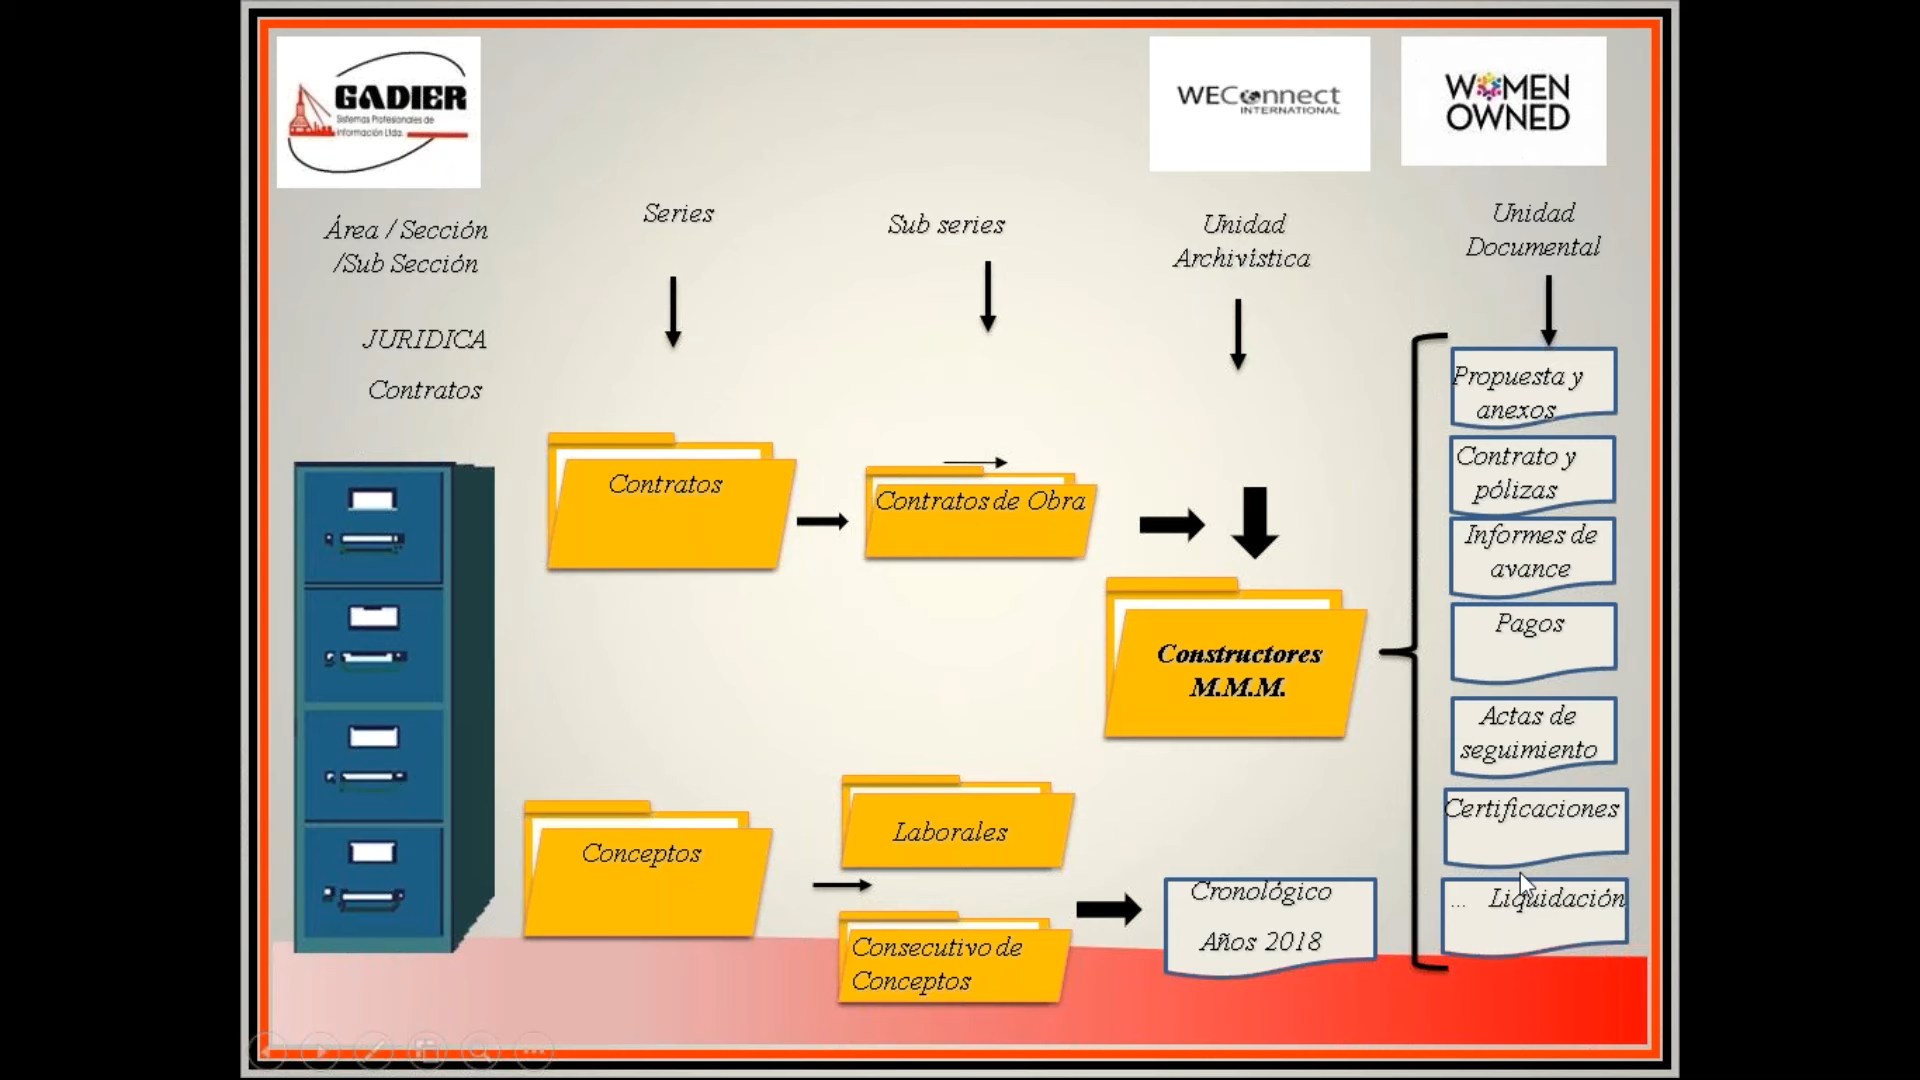 GADIER
Sistemas Profesionales de
Información Ltda.
WEConnect
INTERNATIONAL
WOMEN
OWNED
Área / Sección
/Sub Sección
Series
Sub series
Unidad
Archivística
Unidad
Documental
JURIDICA
Contratos
Contratos
Contratos de Obra
Constructores
M.M.M.
Propuesta y
anexos
Contrato y
pólizas
Informes de
avance
Pagos
Actas de
seguimiento
Certificaciones
... Liquidación
Conceptos
Laborales
Consecutivo de
Conceptos
Cronológico
Años 2018